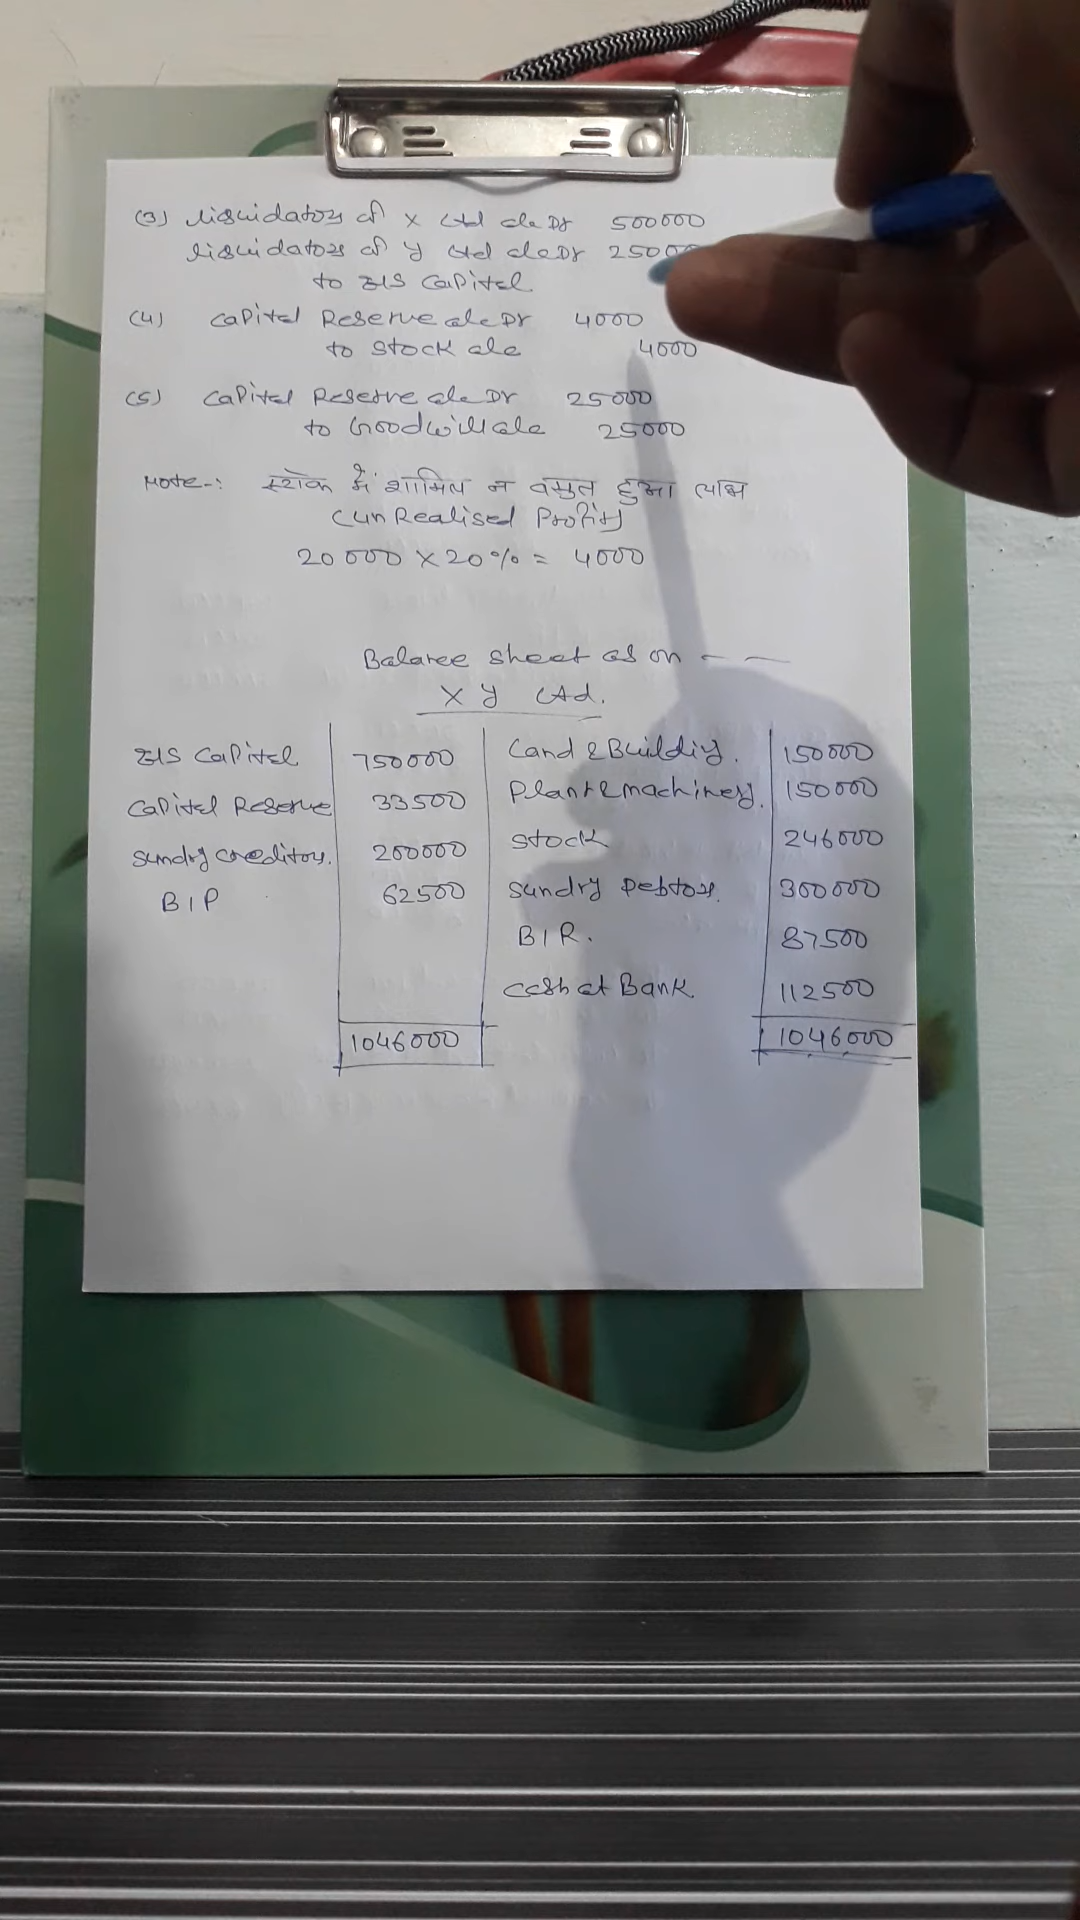 (3) liquidators of X Ltd a/c Dr 500000
liquidators of Y Ltd a/c Dr 25000
to E/S Capital
(4) Capital Reserve a/c Dr 4000
to Stock a/c 4000
(5) Capital Reserve a/c Dr 25000
to Goodwill a/c 25000
Note-: स्टॉक में शामिल न वसुल हुआ लाभ
(Un Realised Profit)
20000 × 20% = 4000
Balance sheet as on - -
X Y Ltd.
E/S Capital 750000 Land & Building. 150000
Capital Reserve 33500 Plant & machinery. 150000
Sundry creditors. 200000 Stock 246000
B/P 62500 Sundry Debtors. 300000
B/R. 87500
Cash at Bank 112500
1046000 1046000